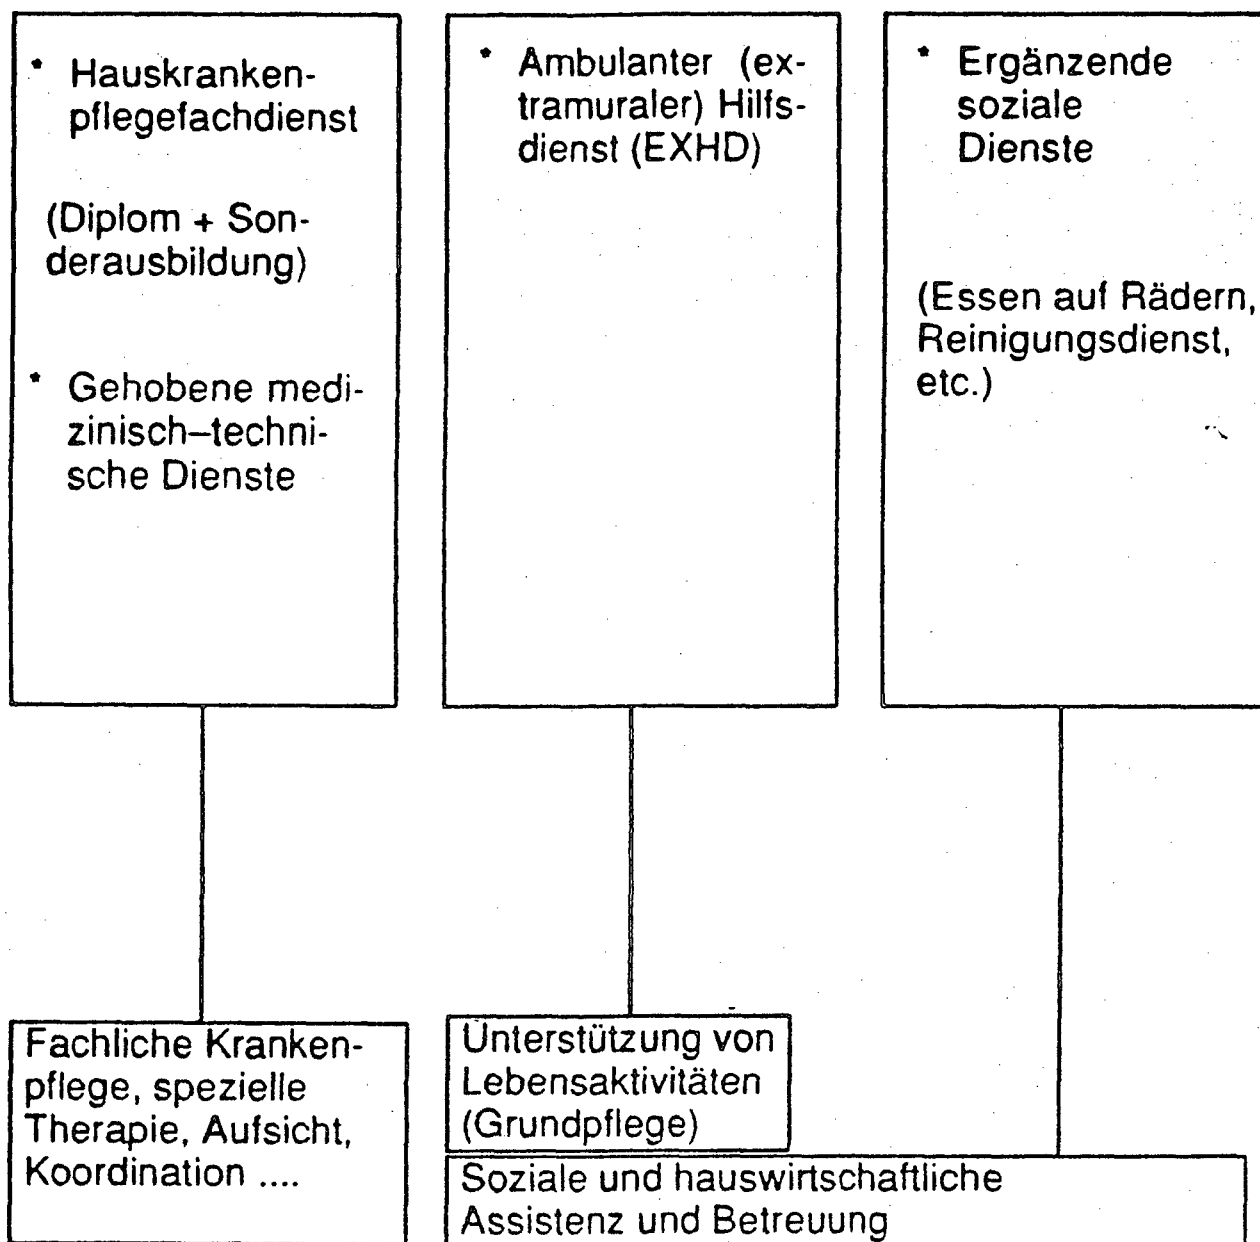 * Hauskranken-
pflegefachdienst
(Diplom + Son-
derausbildung)
* Gehobene medi-
zinisch–techni-
sche Dienste
* Ambulanter (ex-
tramuraler) Hilfs-
dienst (EXHD)
* Ergänzende
soziale
Dienste
(Essen auf Rädern,
Reinigungsdienst,
etc.)
Fachliche Kranken-
pflege, spezielle
Therapie, Aufsicht,
Koordination ....
Unterstützung von
Lebensaktivitäten
(Grundpflege)
Soziale und hauswirtschaftliche
Assistenz und Betreuung